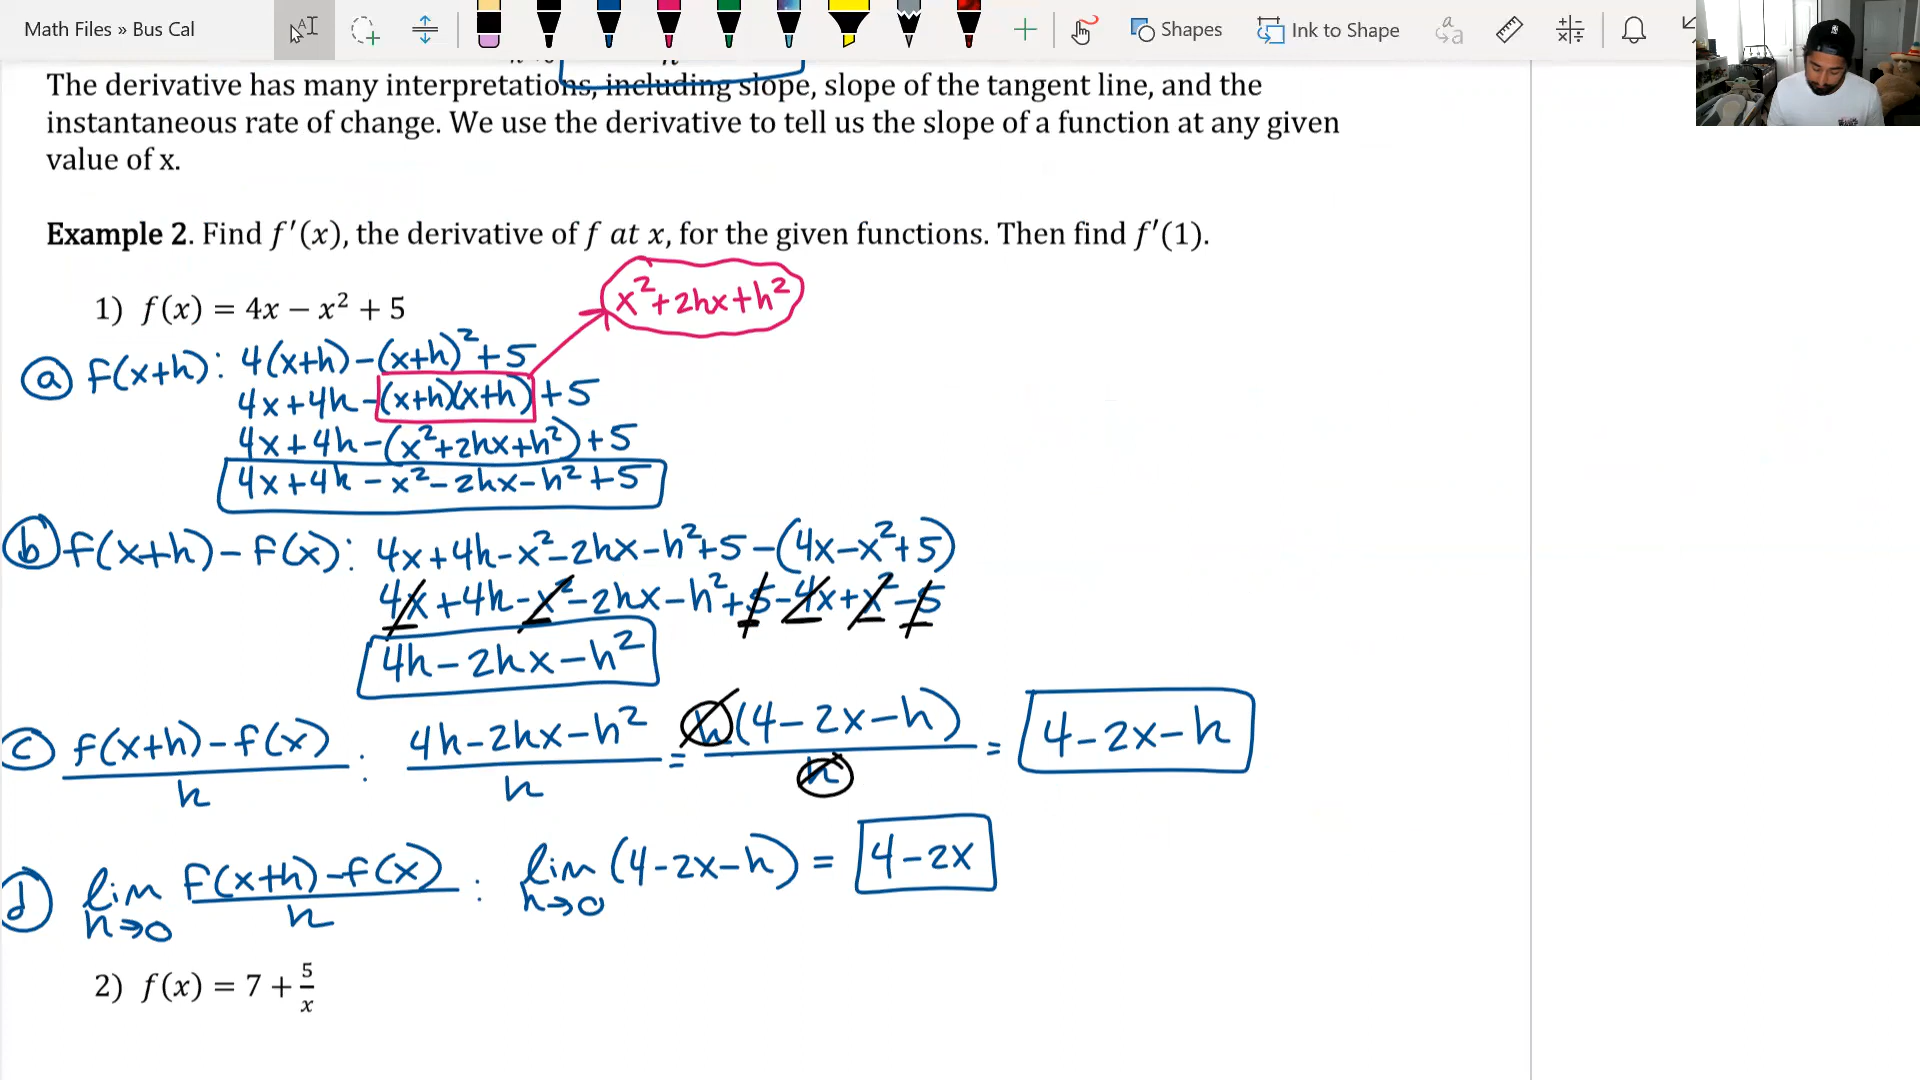 Math Files » Bus Cal
Shapes
Ink to Shape
The derivative has many interpretations, including slope, slope of the tangent line, and the
instantaneous rate of change. We use the derivative to tell us the slope of a function at any given
value of x.
Example 2. Find f′(x), the derivative of f at x, for the given functions. Then find f′(1).
x²+2hx+h²
1) f(x) = 4x − x² + 5
ⓐ f(x+h): 4(x+h)-(x+h)²+5
4x+4h-(x+h)(x+h)+5
4x+4h-(x²+2hx+h²)+5
4x+4h-x²-2hx-h²+5
ⓑ f(x+h)-f(x): 4x+4h-x²-2hx-h²+5-(4x-x²+5)
4x+4h-x²-2hx-h²+5-4x+x²-5
4h-2hx-h²
ⓒ f(x+h)-f(x) / h : 4h-2hx-h² / h = h(4-2x-h) / h = 4-2x-h
ⓓ lim h→0 f(x+h)-f(x) / h : lim h→0 (4-2x-h) = 4-2x
2) f(x) = 7 + 5/x